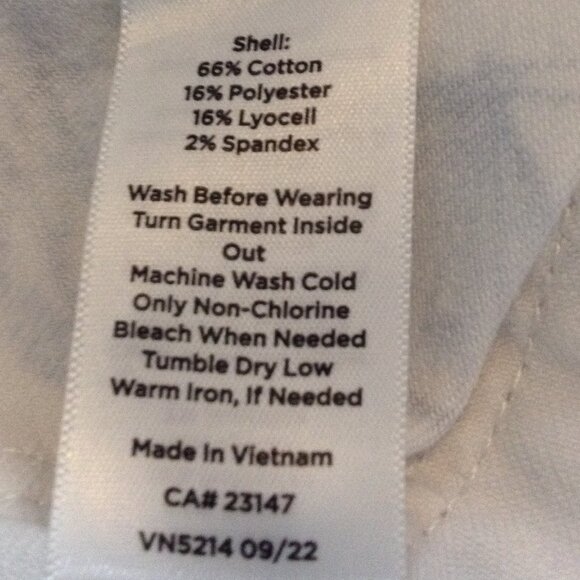 Shell:
66% Cotton
16% Polyester
16% Lyocell
2% Spandex
Wash Before Wearing
Turn Garment Inside
Out
Machine Wash Cold
Only Non-Chlorine
Bleach When Needed
Tumble Dry Low
Warm Iron, If Needed
Made In Vietnam
CA# 23147
VN5214 09/22